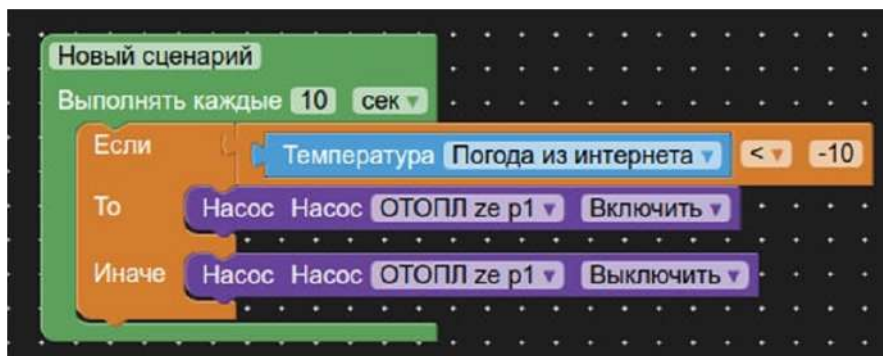 Новый сценарий
Выполнять каждые 10 сек
Если Температура Погода из интернета < -10
То Насос Насос ОТОПЛ ze p1 Включить
Иначе Насос Насос ОТОПЛ ze p1 Выключить